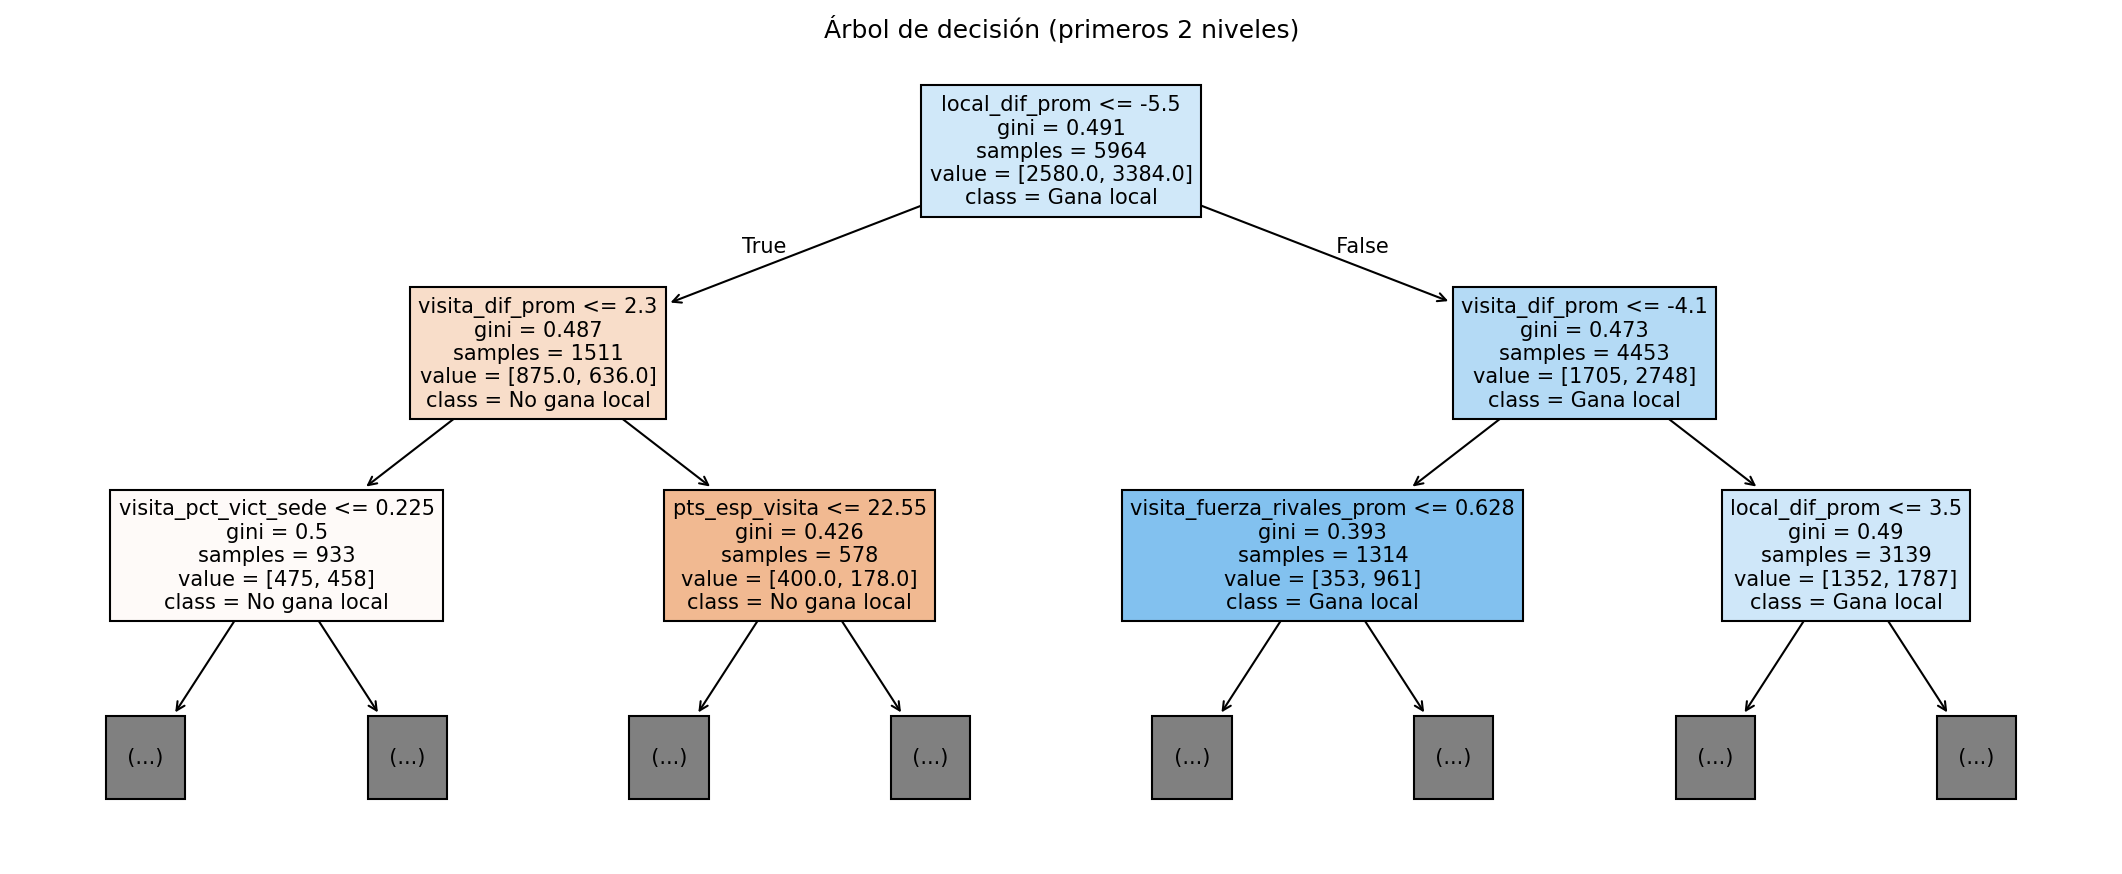 Árbol de decisión (primeros 2 niveles)
local_dif_prom <= -5.5
gini = 0.491
samples = 5964
value = [2580.0, 3384.0]
class = Gana local
True
False
visita_dif_prom <= 2.3
gini = 0.487
samples = 1511
value = [875.0, 636.0]
class = No gana local
visita_dif_prom <= -4.1
gini = 0.473
samples = 4453
value = [1705, 2748]
class = Gana local
visita_pct_vict_sede <= 0.225
gini = 0.5
samples = 933
value = [475, 458]
class = No gana local
pts_esp_visita <= 22.55
gini = 0.426
samples = 578
value = [400.0, 178.0]
class = No gana local
visita_fuerza_rivales_prom <= 0.628
gini = 0.393
samples = 1314
value = [353, 961]
class = Gana local
local_dif_prom <= 3.5
gini = 0.49
samples = 3139
value = [1352, 1787]
class = Gana local
(...)
(...)
(...)
(...)
(...)
(...)
(...)
(...)